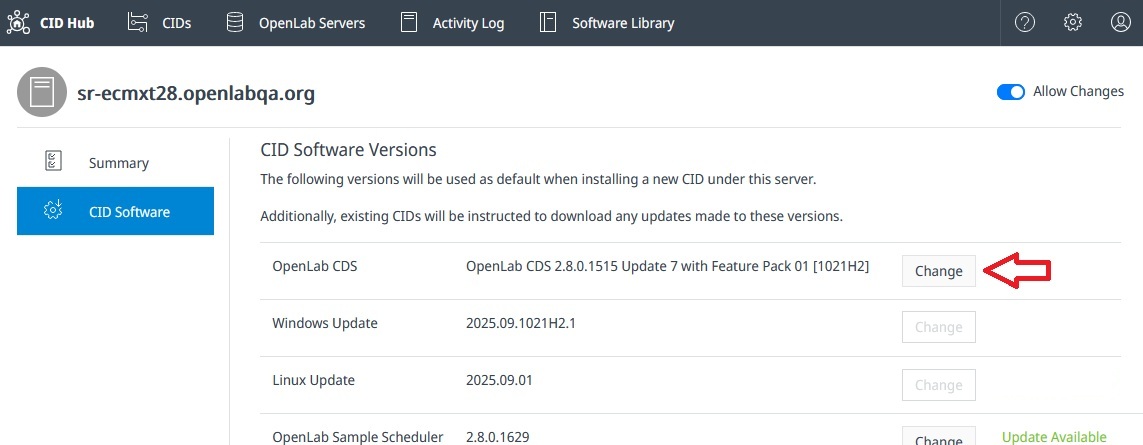 CID Hub CIDs OpenLab Servers Activity Log Software Library
sr-ecmxt28.openlabqa.org
Allow Changes
Summary
CID Software
CID Software Versions
The following versions will be used as default when installing a new CID under this server.
Additionally, existing CIDs will be instructed to download any updates made to these versions.
OpenLab CDS OpenLab CDS 2.8.0.1515 Update 7 with Feature Pack 01 [1021H2] Change
Windows Update 2025.09.1021H2.1 Change
Linux Update 2025.09.01 Change
OpenLab Sample Scheduler 2.8.0.1629 Change Update Available